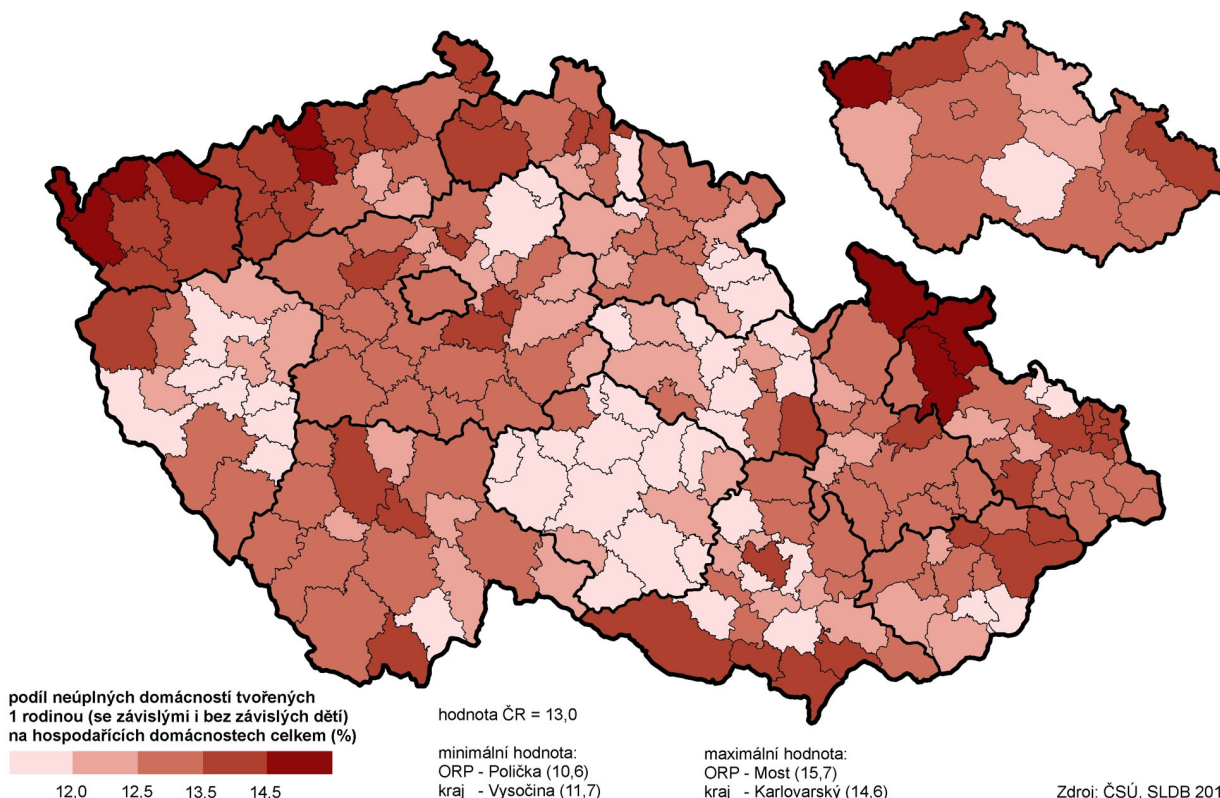 podíl neúplných domácností tvořených
1 rodinou (se závislými i bez závislých dětí)
na hospodařících domácnostech celkem (%)
12.0 12.5 13.5 14.5
hodnota ČR = 13,0
minimální hodnota:
ORP - Polička (10,6)
kraj - Vysočina (11,7)
maximální hodnota:
ORP - Most (15,7)
kraj - Karlovarský (14,6)
Zdroj: ČSÚ, SLDB 201